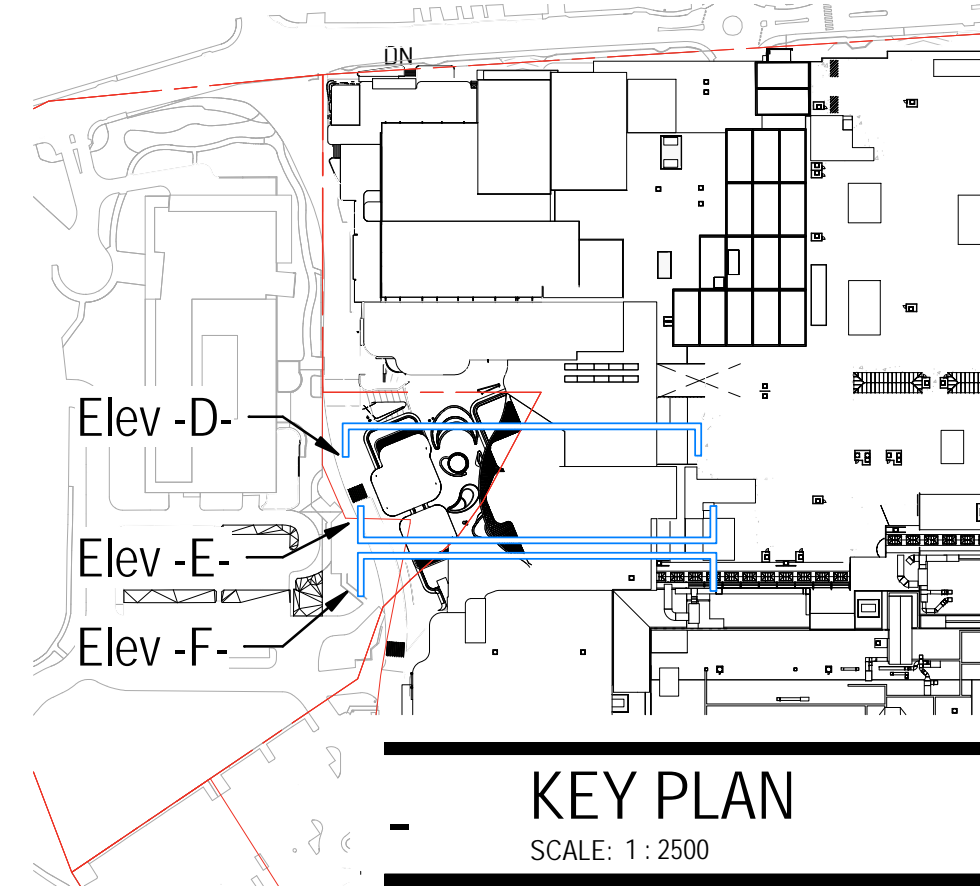 DN
Elev -D-
Elev -E-
Elev -F-
KEY PLAN
SCALE: 1 : 2500